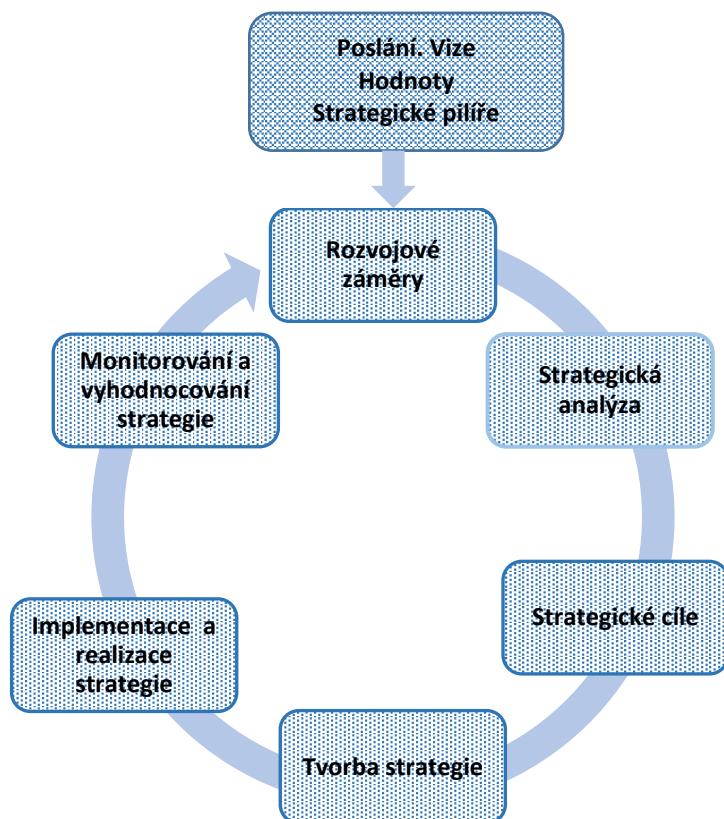 Poslání. Vize
Hodnoty
Strategické pilíře
Rozvojové
záměry
Strategická
analýza
Strategické cíle
Tvorba strategie
Implementace  a
realizace
strategie
Monitorování a
vyhodnocování
strategie